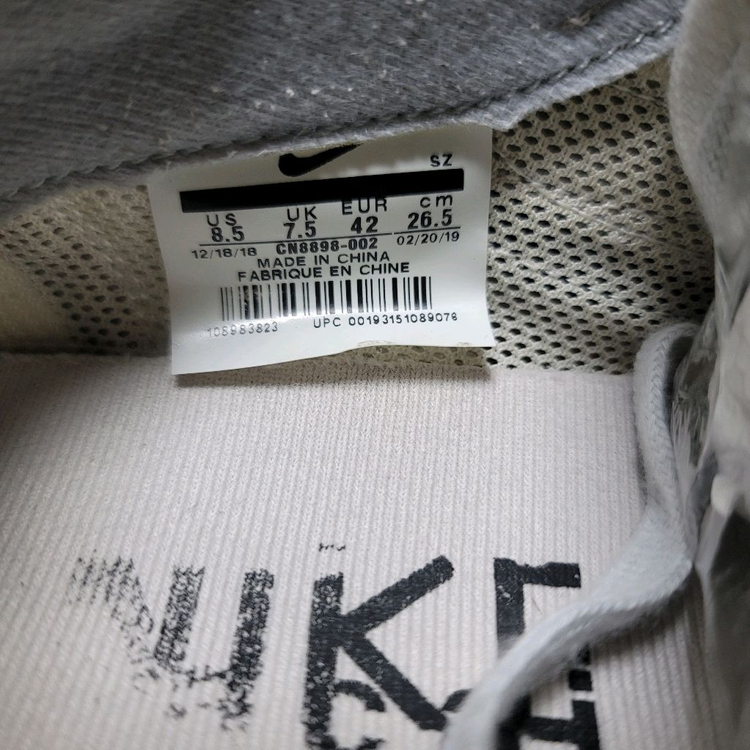 SZ
US UK EUR cm
8.5 7.5 42 26.5
12/18/18 CN8898-002 02/20/19
MADE IN CHINA
FABRIQUE EN CHINE
105983823 UPC 00193151089076
NIKE